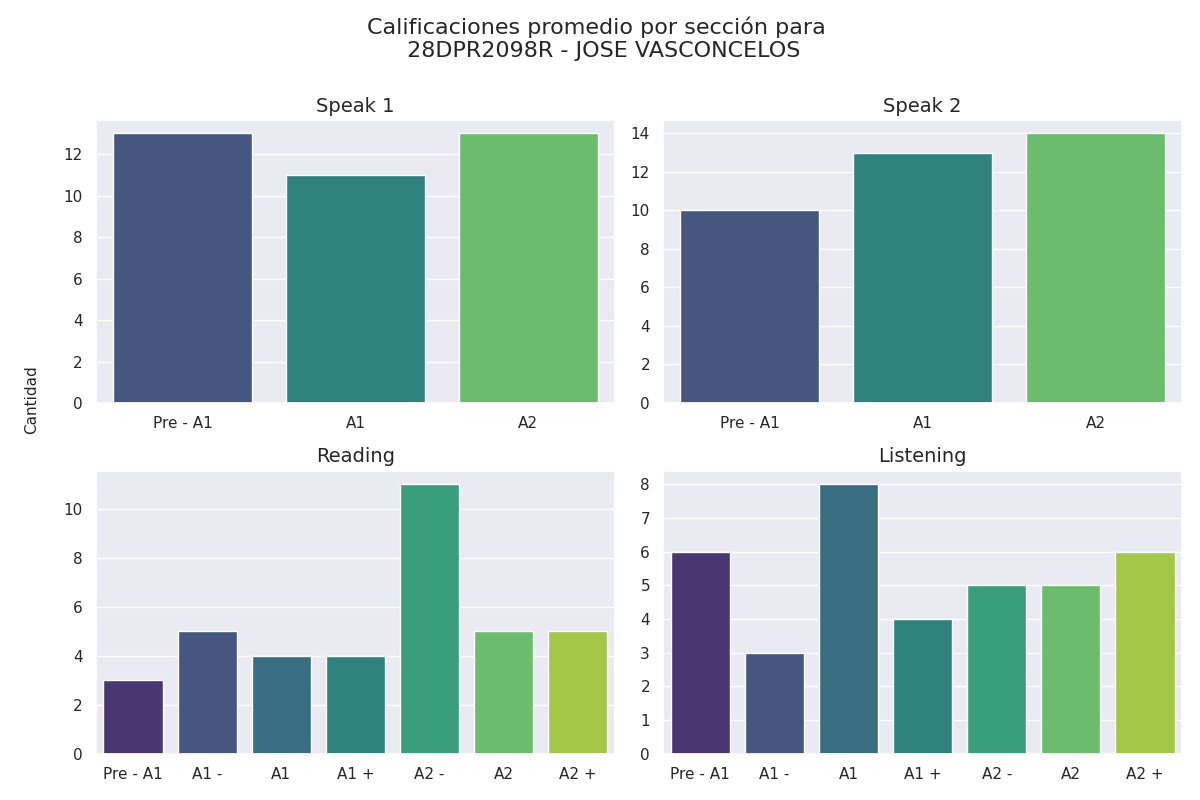 Calificaciones promedio por sección para
28DPR2098R - JOSE VASCONCELOS
Cantidad
Speak 1
12
10
8
6
4
2
0
Pre - A1 A1 A2
Speak 2
14
12
10
8
6
4
2
0
Pre - A1 A1 A2
Reading
10
8
6
4
2
0
Pre - A1 A1 - A1 A1 + A2 - A2 A2 +
Listening
8
7
6
5
4
3
2
1
0
Pre - A1 A1 - A1 A1 + A2 - A2 A2 +